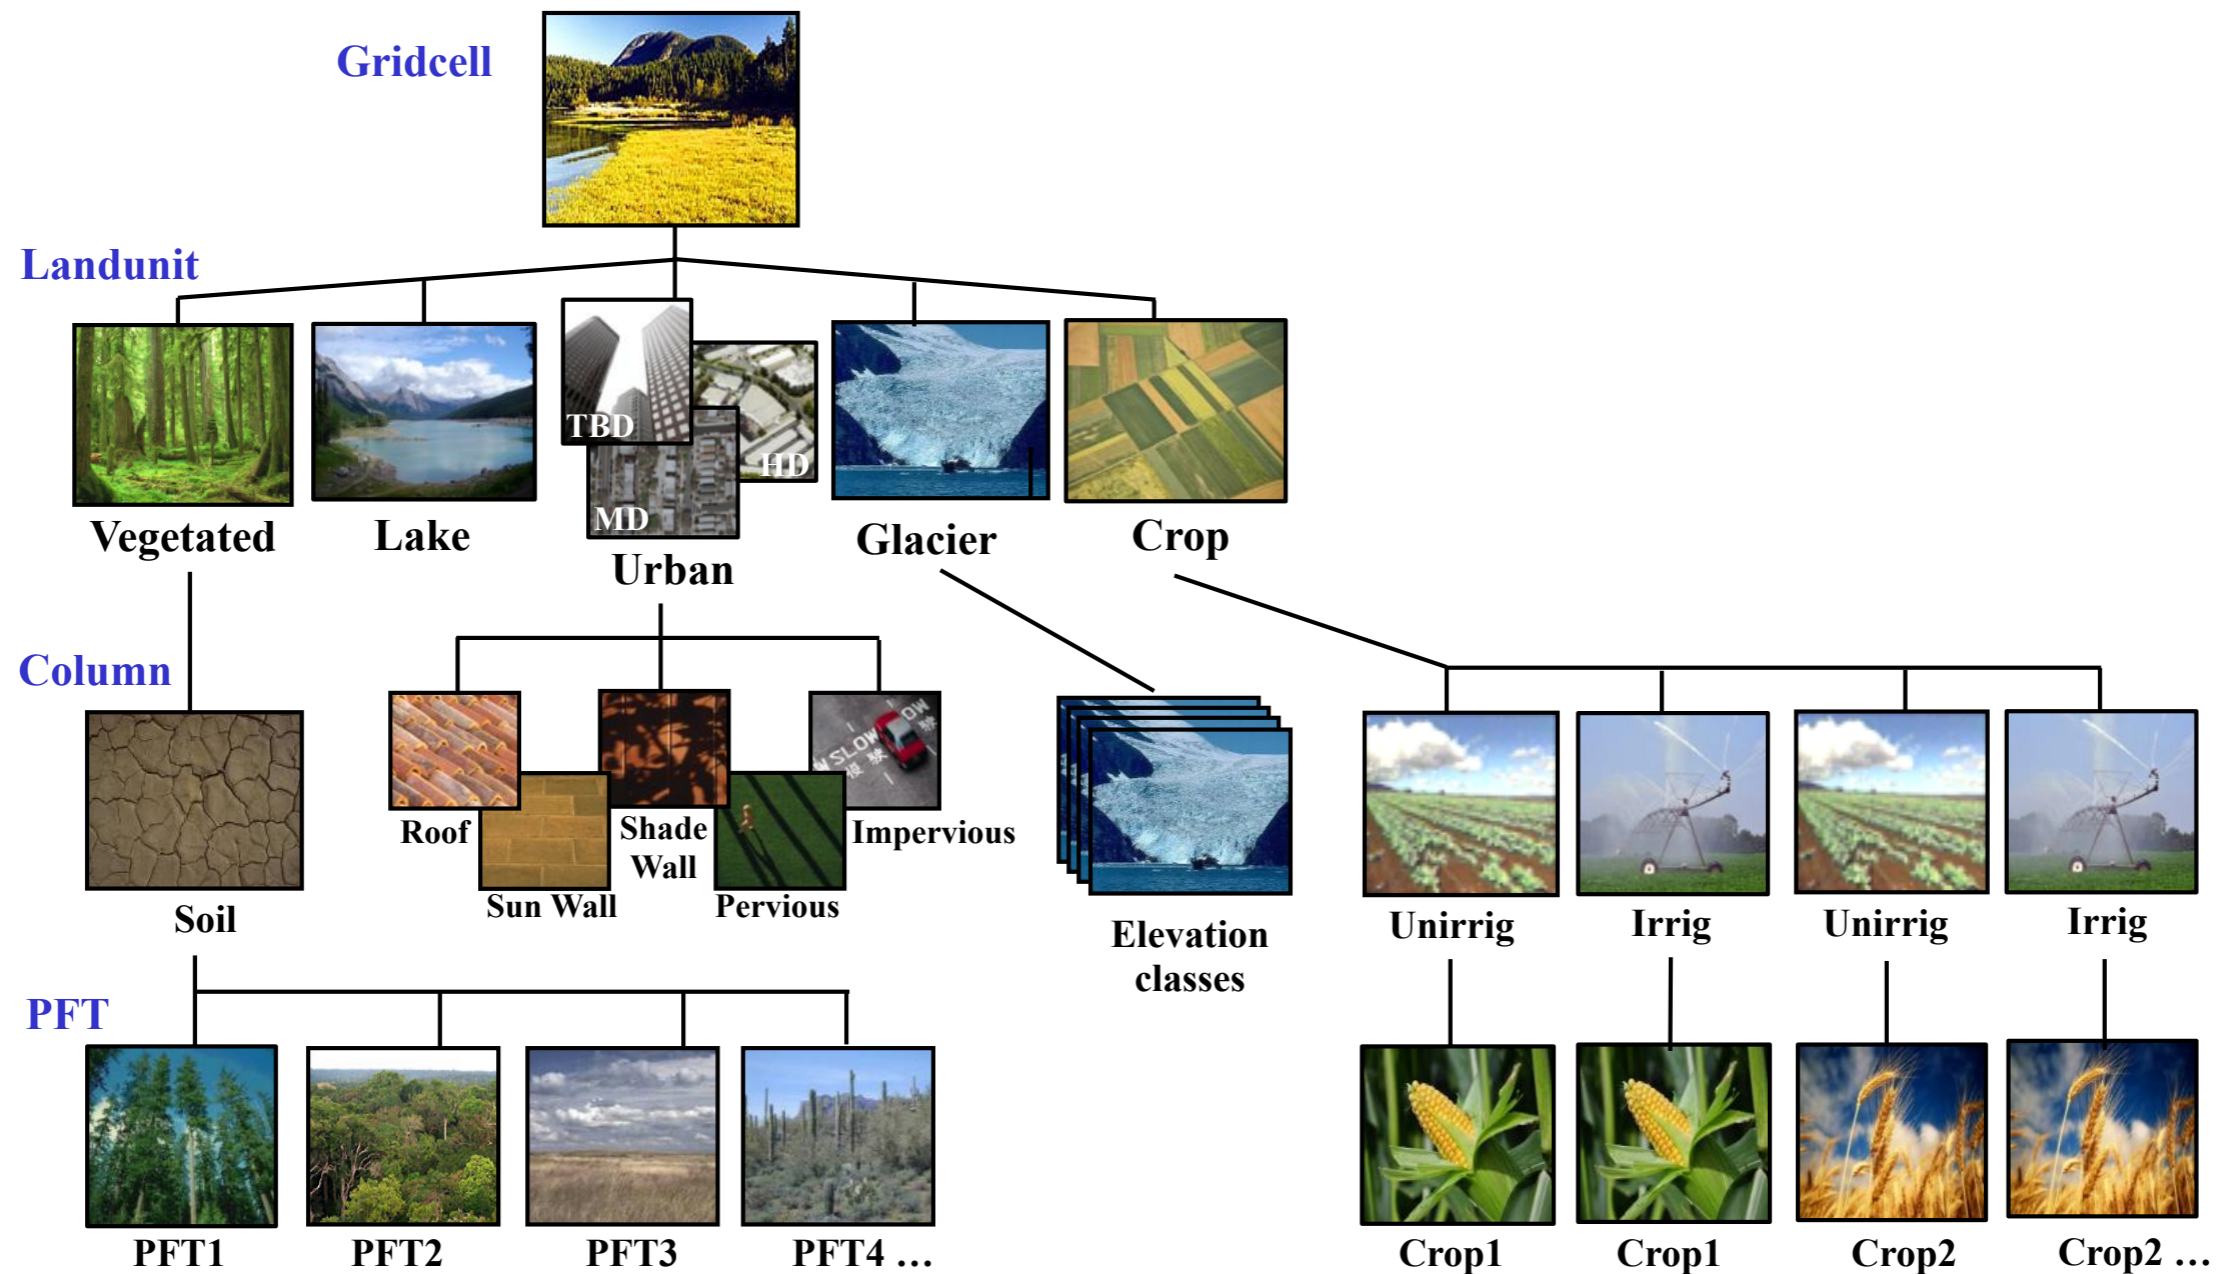 Gridcell
Landunit
TBD
HD
MD
Vegetated
Lake
Urban
Glacier
Crop
Column
SLOW
Roof
Shade
Wall
Impervious
Sun Wall
Pervious
Soil
Elevation
classes
Unirrig
Irrig
Unirrig
Irrig
PFT
PFT1
PFT2
PFT3
PFT4 …
Crop1
Crop1
Crop2
Crop2 …